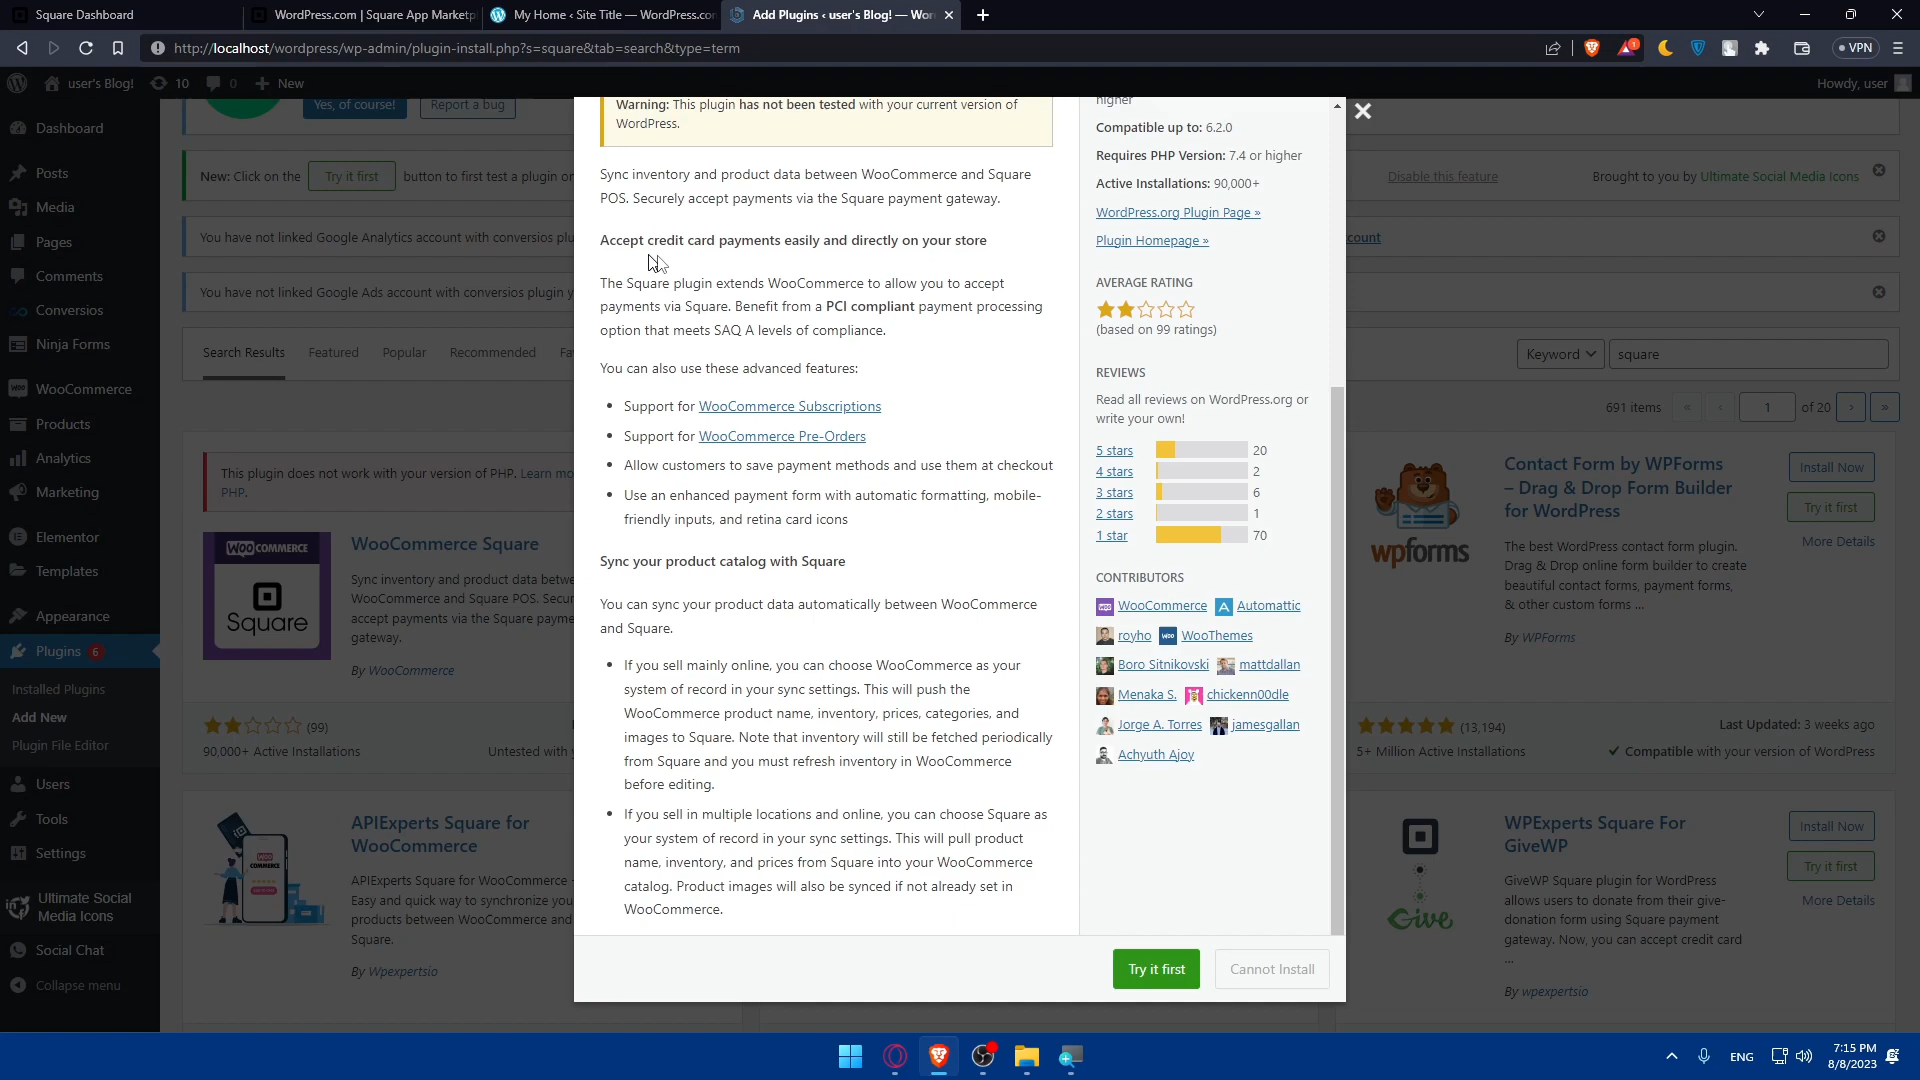 Square Dashboard
WordPress.com | Square App Marketp
My Home ‹ Site Title — WordPress.co
Add Plugins ‹ user's Blog! — Wor
http://localhost/wordpress/wp-admin/plugin-install.php?s=square&tab=search&type=term
1
VPN
user's Blog!
10
0
New
Howdy, user
Dashboard
Posts
Media
Pages
Comments
Conversios
Ninja Forms
WooCommerce
Products
Analytics
Marketing
Elementor
Templates
Appearance
Plugins 6
Installed Plugins
Add New
Plugin File Editor
Users
Tools
Settings
Ultimate Social
Media Icons
Social Chat
Collapse menu
Yes, of course!
Report a bug
New: Click on the
Try it first
button to first test a plugin or
Disable this feature
Brought to you by Ultimate Social Media Icons
You have not linked Google Analytics account with conversios plu
count
You have not linked Google Ads account with conversios plugin y
Search Results
Featured
Popular
Recommended
Fa
Keyword
square
691 items
«
‹
1
of 20
›
»
This plugin does not work with your version of PHP. Learn mo
PHP.
WOO COMMERCE
Square
WooCommerce Square
Sync inventory and product data betwe
WooCommerce and Square POS. Secur
accept payments via the Square payme
gateway.
By WooCommerce
(99)
90,000+ Active Installations
Untested with
APIExperts Square for
WooCommerce
APIExperts Square for WooCommerce
Easy and quick way to synchronize you
products between WooCommerce and
Square.
By Wpexpertsio
Warning: This plugin has not been tested with your current version of
WordPress.
Sync inventory and product data between WooCommerce and Square
POS. Securely accept payments via the Square payment gateway.
Accept credit card payments easily and directly on your store
The Square plugin extends WooCommerce to allow you to accept
payments via Square. Benefit from a PCI compliant payment processing
option that meets SAQ A levels of compliance.
You can also use these advanced features:
• Support for WooCommerce Subscriptions
• Support for WooCommerce Pre-Orders
• Allow customers to save payment methods and use them at checkout
• Use an enhanced payment form with automatic formatting, mobile-
friendly inputs, and retina card icons
Sync your product catalog with Square
You can sync your product data automatically between WooCommerce
and Square.
• If you sell mainly online, you can choose WooCommerce as your
system of record in your sync settings. This will push the
WooCommerce product name, inventory, prices, categories, and
images to Square. Note that inventory will still be fetched periodically
from Square and you must refresh inventory in WooCommerce
before editing.
• If you sell in multiple locations and online, you can choose Square as
your system of record in your sync settings. This will pull product
name, inventory, and prices from Square into your WooCommerce
catalog. Product images will also be synced if not already set in
WooCommerce.
higher
Compatible up to: 6.2.0
Requires PHP Version: 7.4 or higher
Active Installations: 90,000+
WordPress.org Plugin Page »
Plugin Homepage »
AVERAGE RATING
(based on 99 ratings)
REVIEWS
Read all reviews on WordPress.org or
write your own!
5 stars 20
4 stars 2
3 stars 6
2 stars 1
1 star 70
CONTRIBUTORS
WooCommerce Automattic
royho WooThemes
Boro Sitnikovski mattdallan
Menaka S. chickenn00dle
Jorge A. Torres jamesgallan
Achyuth Ajoy
Try it first
Cannot Install
wpforms
Contact Form by WPForms
– Drag & Drop Form Builder
for WordPress
The best WordPress contact form plugin.
Drag & Drop online form builder to create
beautiful contact forms, payment forms,
& other custom forms ...
By WPForms
Install Now
Try it first
More Details
(13,194)
5+ Million Active Installations
Last Updated: 3 weeks ago
Compatible with your version of WordPress
Give
WPExperts Square For
GiveWP
GiveWP Square plugin for WordPress
allows users to donate from their give-
donation form using Square payment
gateway. Now, you can accept credit card
...
By wpexpertsio
Install Now
Try it first
More Details
ENG
7:15 PM
8/8/2023